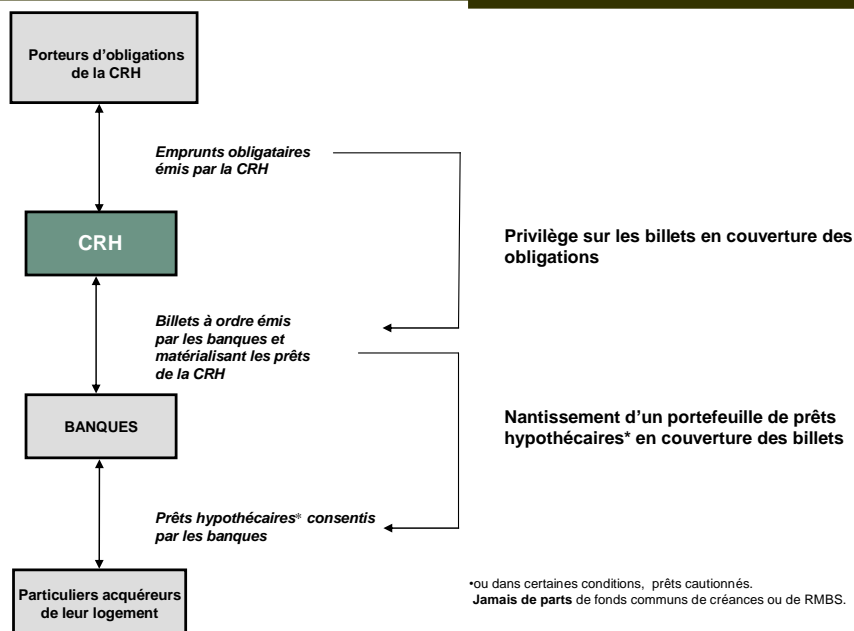 Porteurs d’obligations
de la CRH
Emprunts obligataires
émis par la CRH
CRH
Privilège sur les billets en couverture des
obligations
Billets à ordre émis
par les banques et
matérialisant les prêts
de la CRH
BANQUES
Nantissement d’un portefeuille de prêts
hypothécaires* en couverture des billets
Prêts hypothécaires* consentis
par les banques
Particuliers acquéreurs
de leur logement
•ou dans certaines conditions, prêts cautionnés.
Jamais de parts de fonds communs de créances ou de RMBS.